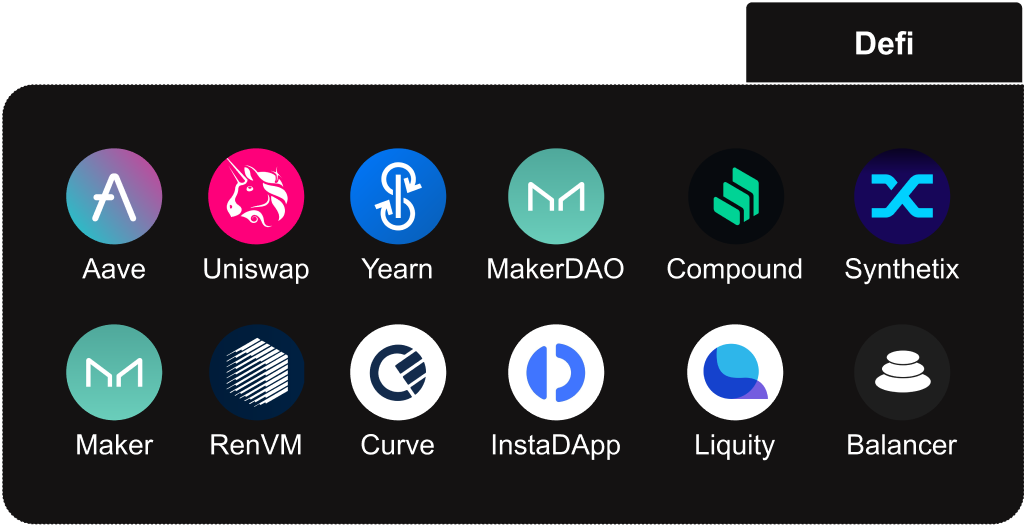 Defi
Aave Uniswap Yearn MakerDAO Compound Synthetix
Maker RenVM Curve InstaDApp Liquity Balancer